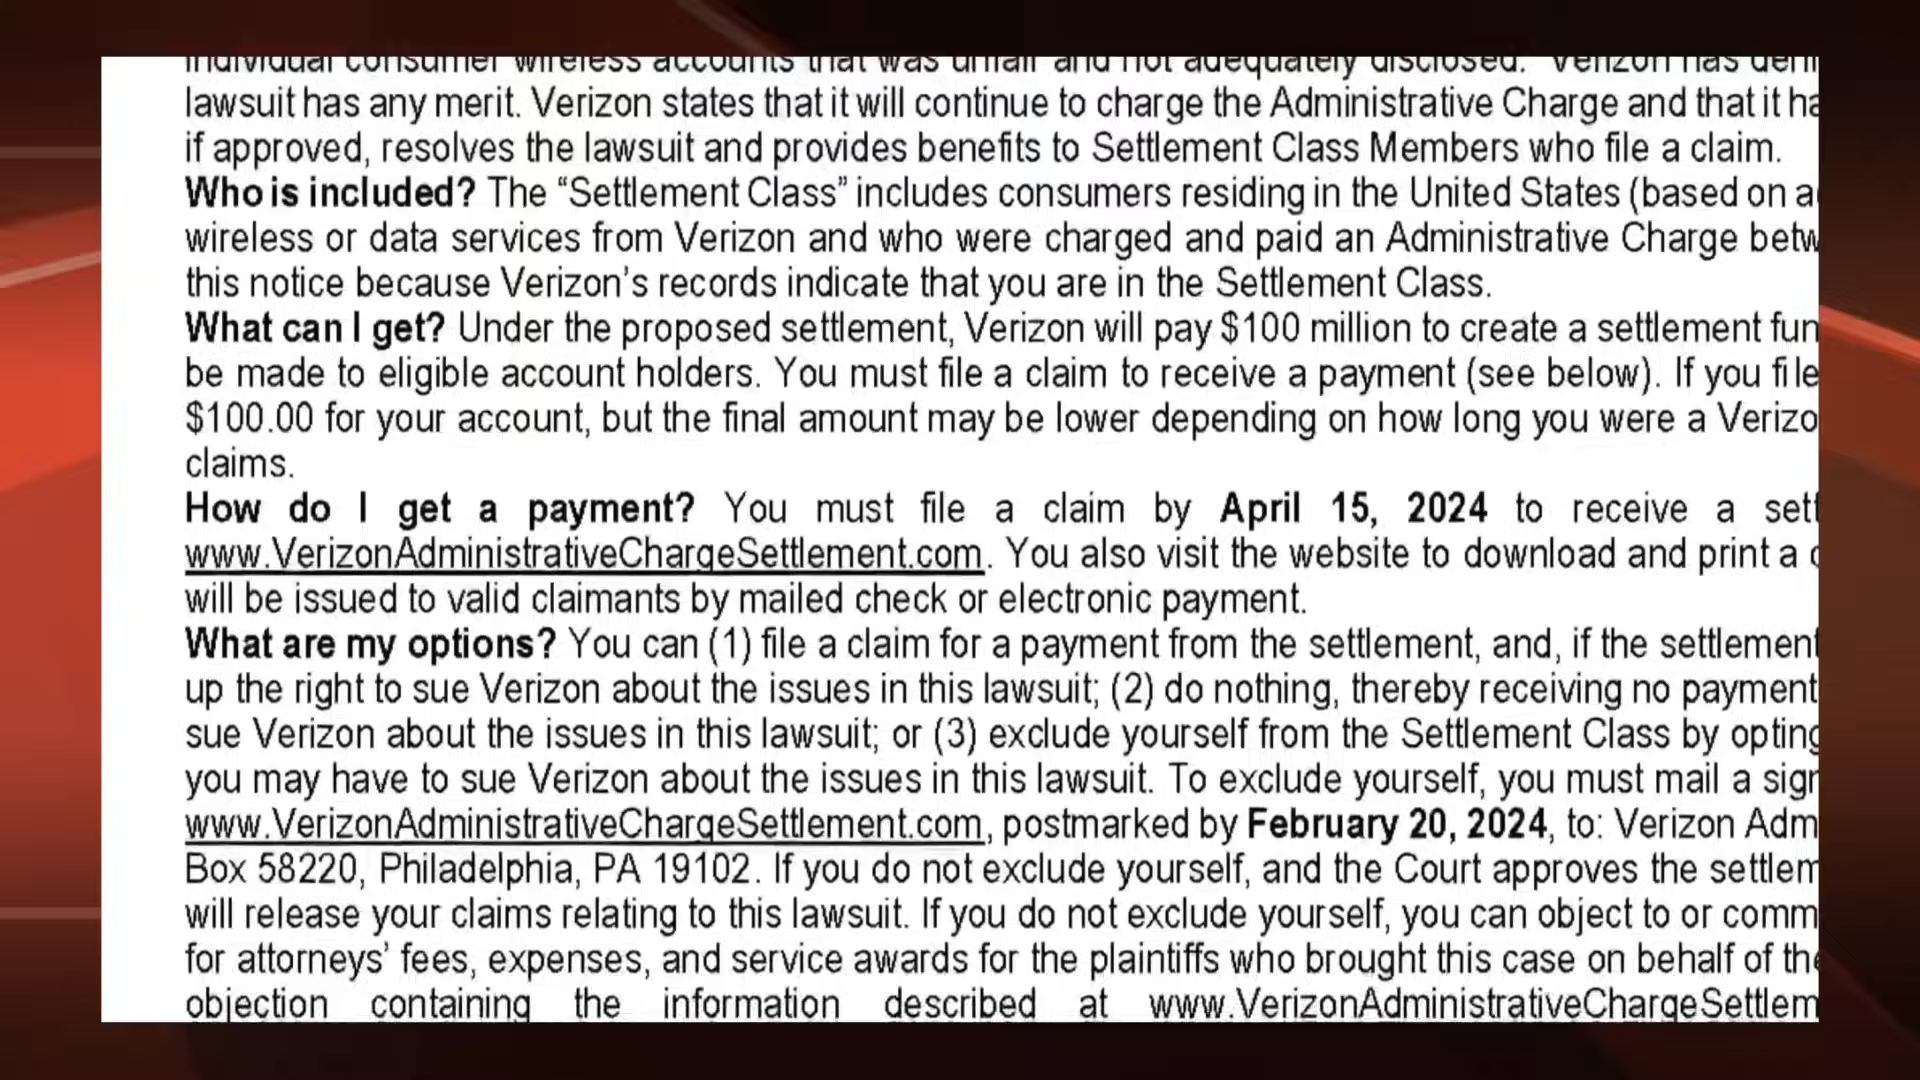 individual consumer wireless accounts that was unfair and not adequately disclosed. Verizon has deni
lawsuit has any merit. Verizon states that it will continue to charge the Administrative Charge and that it ha
if approved, resolves the lawsuit and provides benefits to Settlement Class Members who file a claim.
Who is included? The “Settlement Class” includes consumers residing in the United States (based on a
wireless or data services from Verizon and who were charged and paid an Administrative Charge betw
this notice because Verizon’s records indicate that you are in the Settlement Class.
What can I get? Under the proposed settlement, Verizon will pay $100 million to create a settlement fun
be made to eligible account holders. You must file a claim to receive a payment (see below). If you file
$100.00 for your account, but the final amount may be lower depending on how long you were a Verizo
claims.
How do I get a payment? You must file a claim by April 15, 2024 to receive a sett
www.VerizonAdministrativeChargeSettlement.com. You also visit the website to download and print a c
will be issued to valid claimants by mailed check or electronic payment.
What are my options? You can (1) file a claim for a payment from the settlement, and, if the settlement
up the right to sue Verizon about the issues in this lawsuit; (2) do nothing, thereby receiving no payment
sue Verizon about the issues in this lawsuit; or (3) exclude yourself from the Settlement Class by opting
you may have to sue Verizon about the issues in this lawsuit. To exclude yourself, you must mail a sign
www.VerizonAdministrativeChargeSettlement.com, postmarked by February 20, 2024, to: Verizon Adm
Box 58220, Philadelphia, PA 19102. If you do not exclude yourself, and the Court approves the settlem
will release your claims relating to this lawsuit. If you do not exclude yourself, you can object to or comm
for attorneys’ fees, expenses, and service awards for the plaintiffs who brought this case on behalf of the
objection containing the information described at www.VerizonAdministrativeChargeSettlem